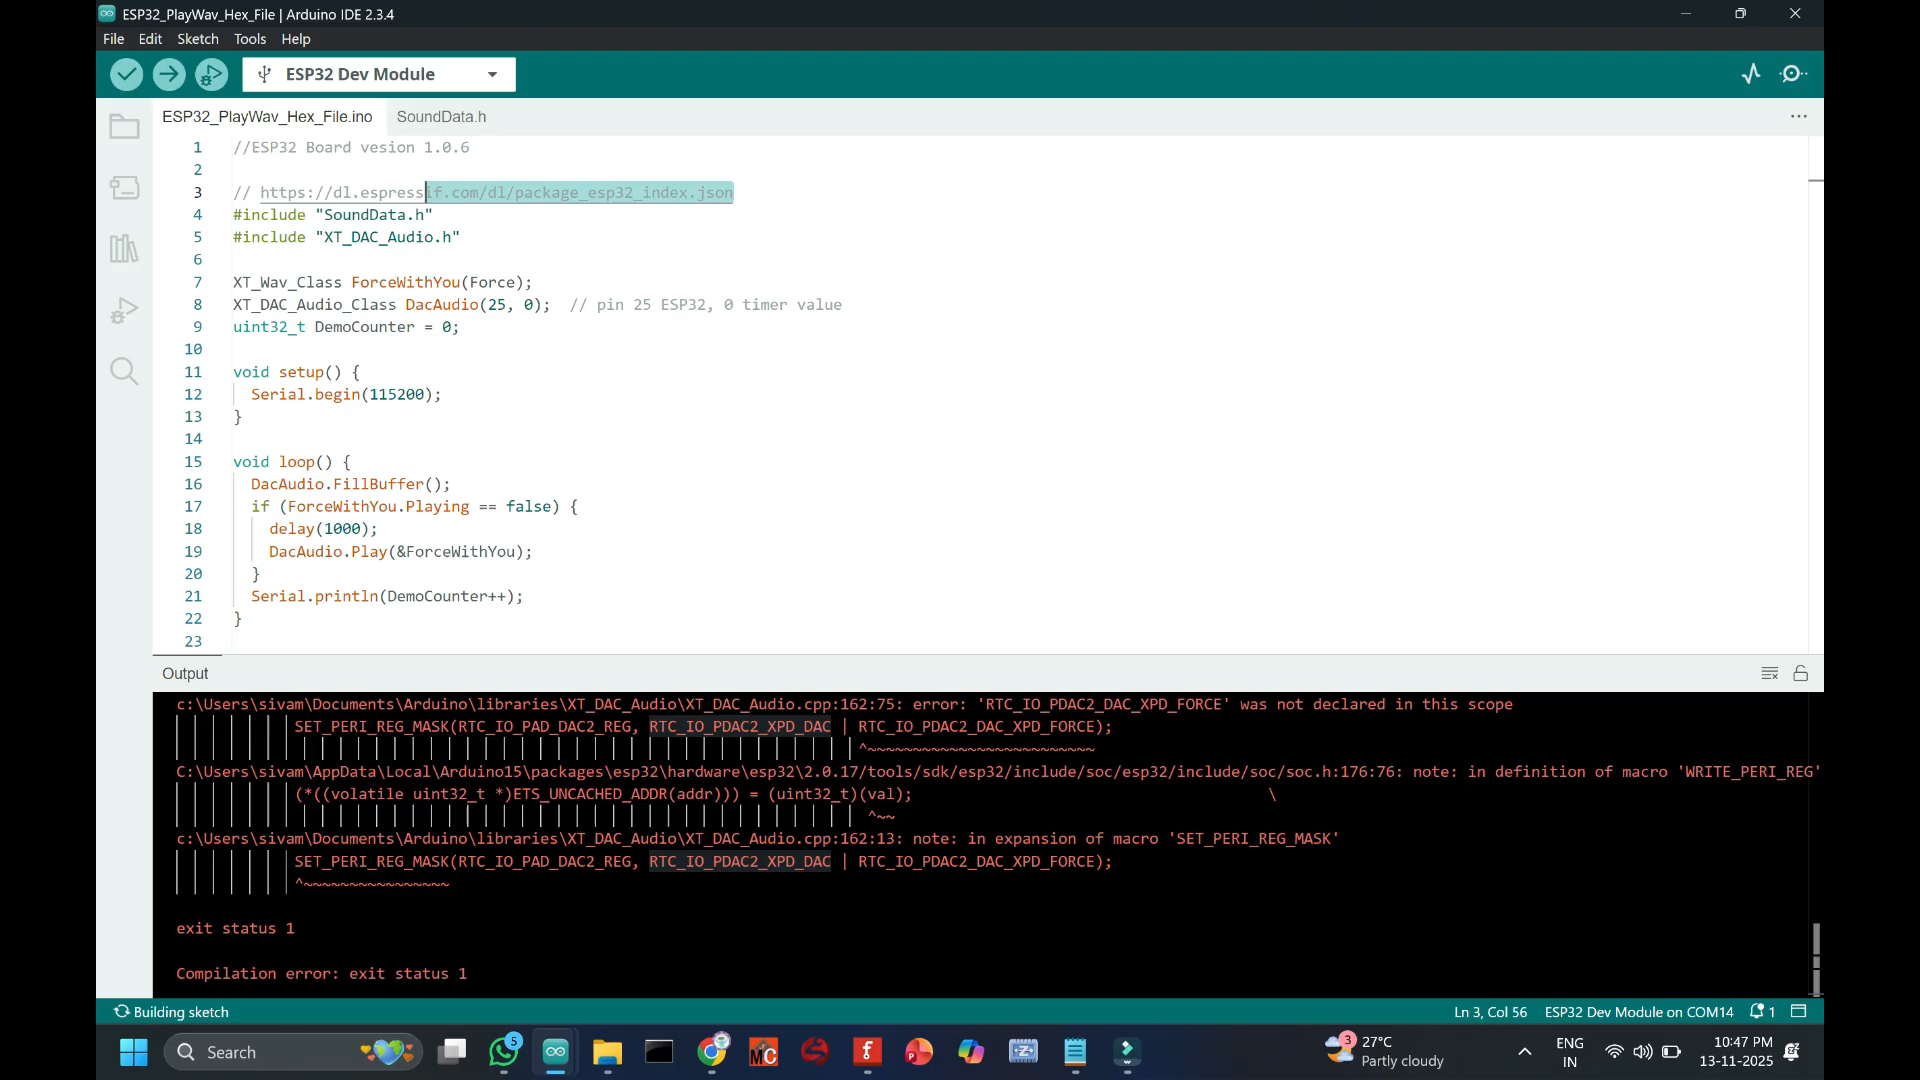 ESP32_PlayWav_Hex_File | Arduino IDE 2.3.4
File Edit Sketch Tools Help
ESP32 Dev Module
ESP32_PlayWav_Hex_File.ino SoundData.h
1 //ESP32 Board vesion 1.0.6
2
3 // https://dl.espressif.com/dl/package_esp32_index.json
4 #include "SoundData.h"
5 #include "XT_DAC_Audio.h"
6
7 XT_Wav_Class ForceWithYou(Force);
8 XT_DAC_Audio_Class DacAudio(25, 0);  // pin 25 ESP32, 0 timer value
9 uint32_t DemoCounter = 0;
10
11 void setup() {
12   Serial.begin(115200);
13 }
14
15 void loop() {
16   DacAudio.FillBuffer();
17   if (ForceWithYou.Playing == false) {
18     delay(1000);
19     DacAudio.Play(&ForceWithYou);
20   }
21   Serial.println(DemoCounter++);
22 }
23
Output
c:\Users\sivam\Documents\Arduino\libraries\XT_DAC_Audio\XT_DAC_Audio.cpp:162:75: error: 'RTC_IO_PDAC2_DAC_XPD_FORCE' was not declared in this scope
SET_PERI_REG_MASK(RTC_IO_PAD_DAC2_REG, RTC_IO_PDAC2_XPD_DAC | RTC_IO_PDAC2_DAC_XPD_FORCE);
^~~~~~~~~~~~~~~~~~~~~~~~~~
C:\Users\sivam\AppData\Local\Arduino15\packages\esp32\hardware\esp32\2.0.17/tools/sdk/esp32/include/soc/esp32/include/soc/soc.h:176:76: note: in definition of macro 'WRITE_PERI_REG'
(*((volatile uint32_t *)ETS_UNCACHED_ADDR(addr))) = (uint32_t)(val); \
^~~
c:\Users\sivam\Documents\Arduino\libraries\XT_DAC_Audio\XT_DAC_Audio.cpp:162:13: note: in expansion of macro 'SET_PERI_REG_MASK'
SET_PERI_REG_MASK(RTC_IO_PAD_DAC2_REG, RTC_IO_PDAC2_XPD_DAC | RTC_IO_PDAC2_DAC_XPD_FORCE);
^~~~~~~~~~~~~~~~~
exit status 1
Compilation error: exit status 1
Building sketch Ln 3, Col 56 ESP32 Dev Module on COM14 1
Search 5 MC f P 3 27°C ENG 10:47 PM
Partly cloudy IN 13-11-2025